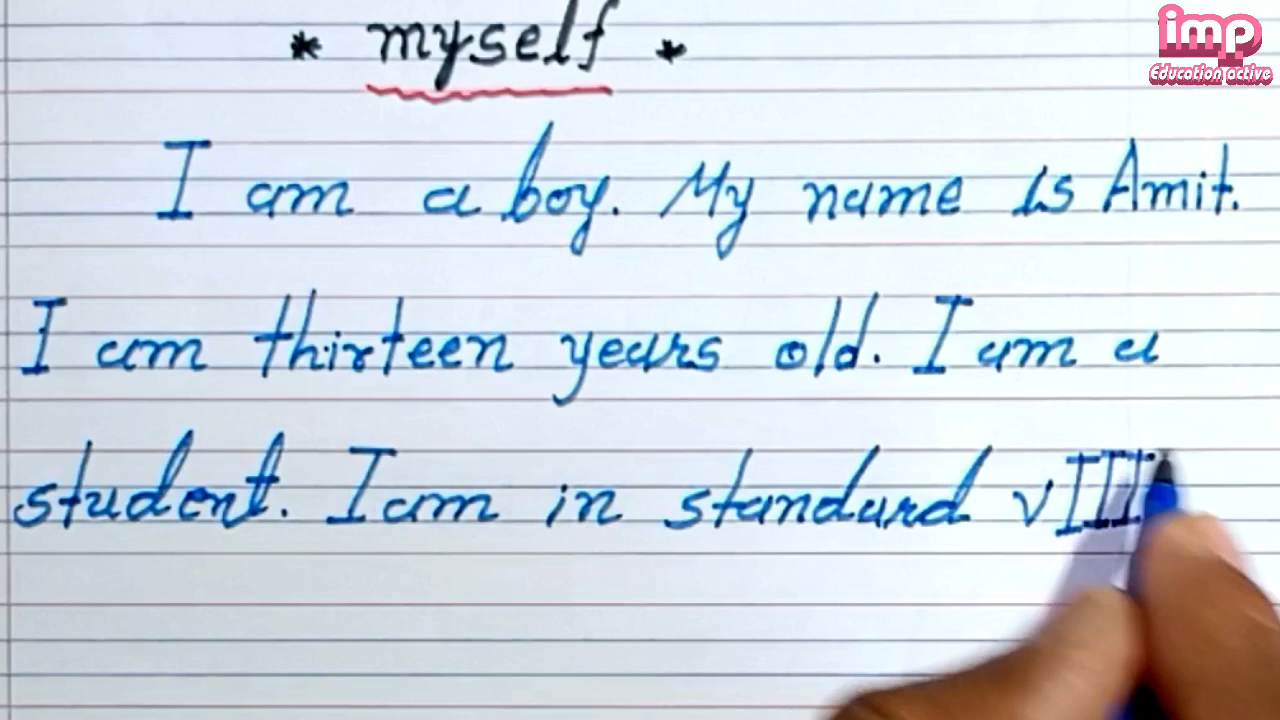 imp
Education active
* myself *
I am a boy. My name is Amit.
I am thirteen years old. I am a
student. I am in standard VIII